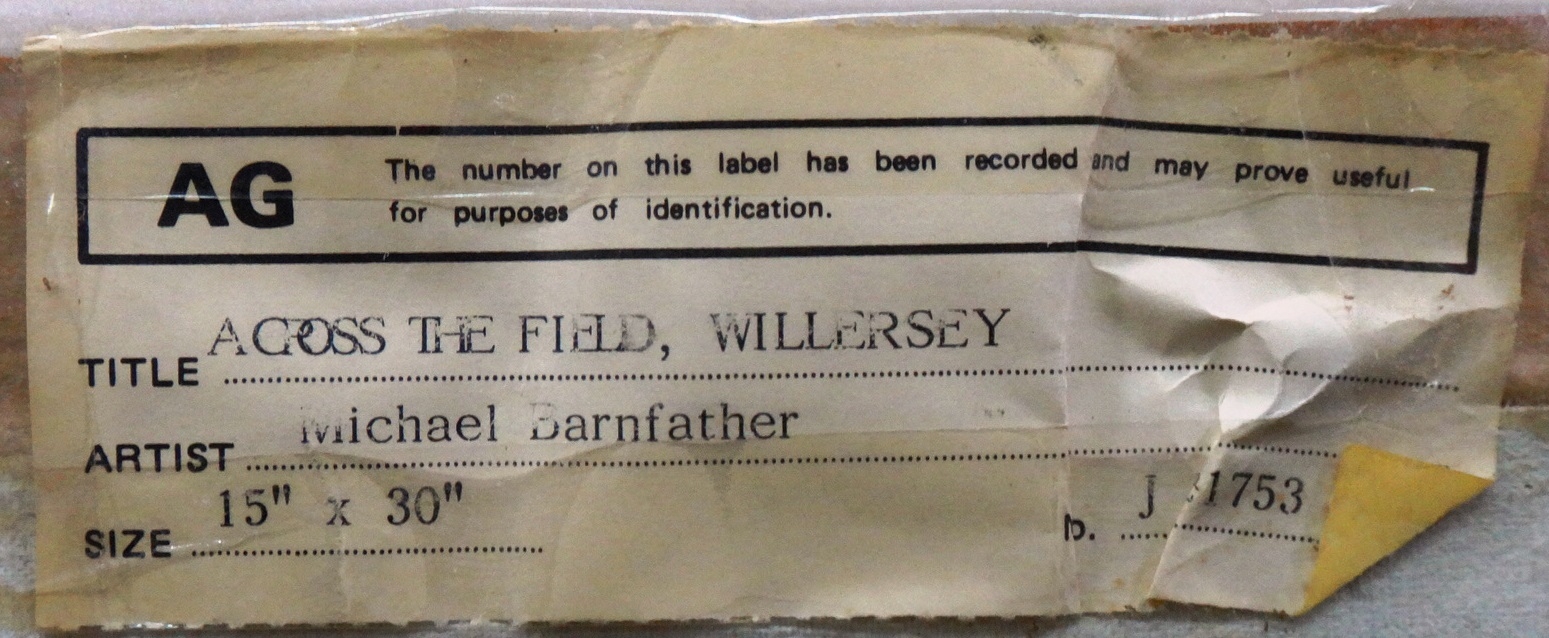 AG
The number on this label has been recorded and may prove useful
for purposes of identification.
TITLE ACROSS THE FIELD, WILLERSEY
ARTIST Michael Barnfather
SIZE 15" x 30"
o. J 1753